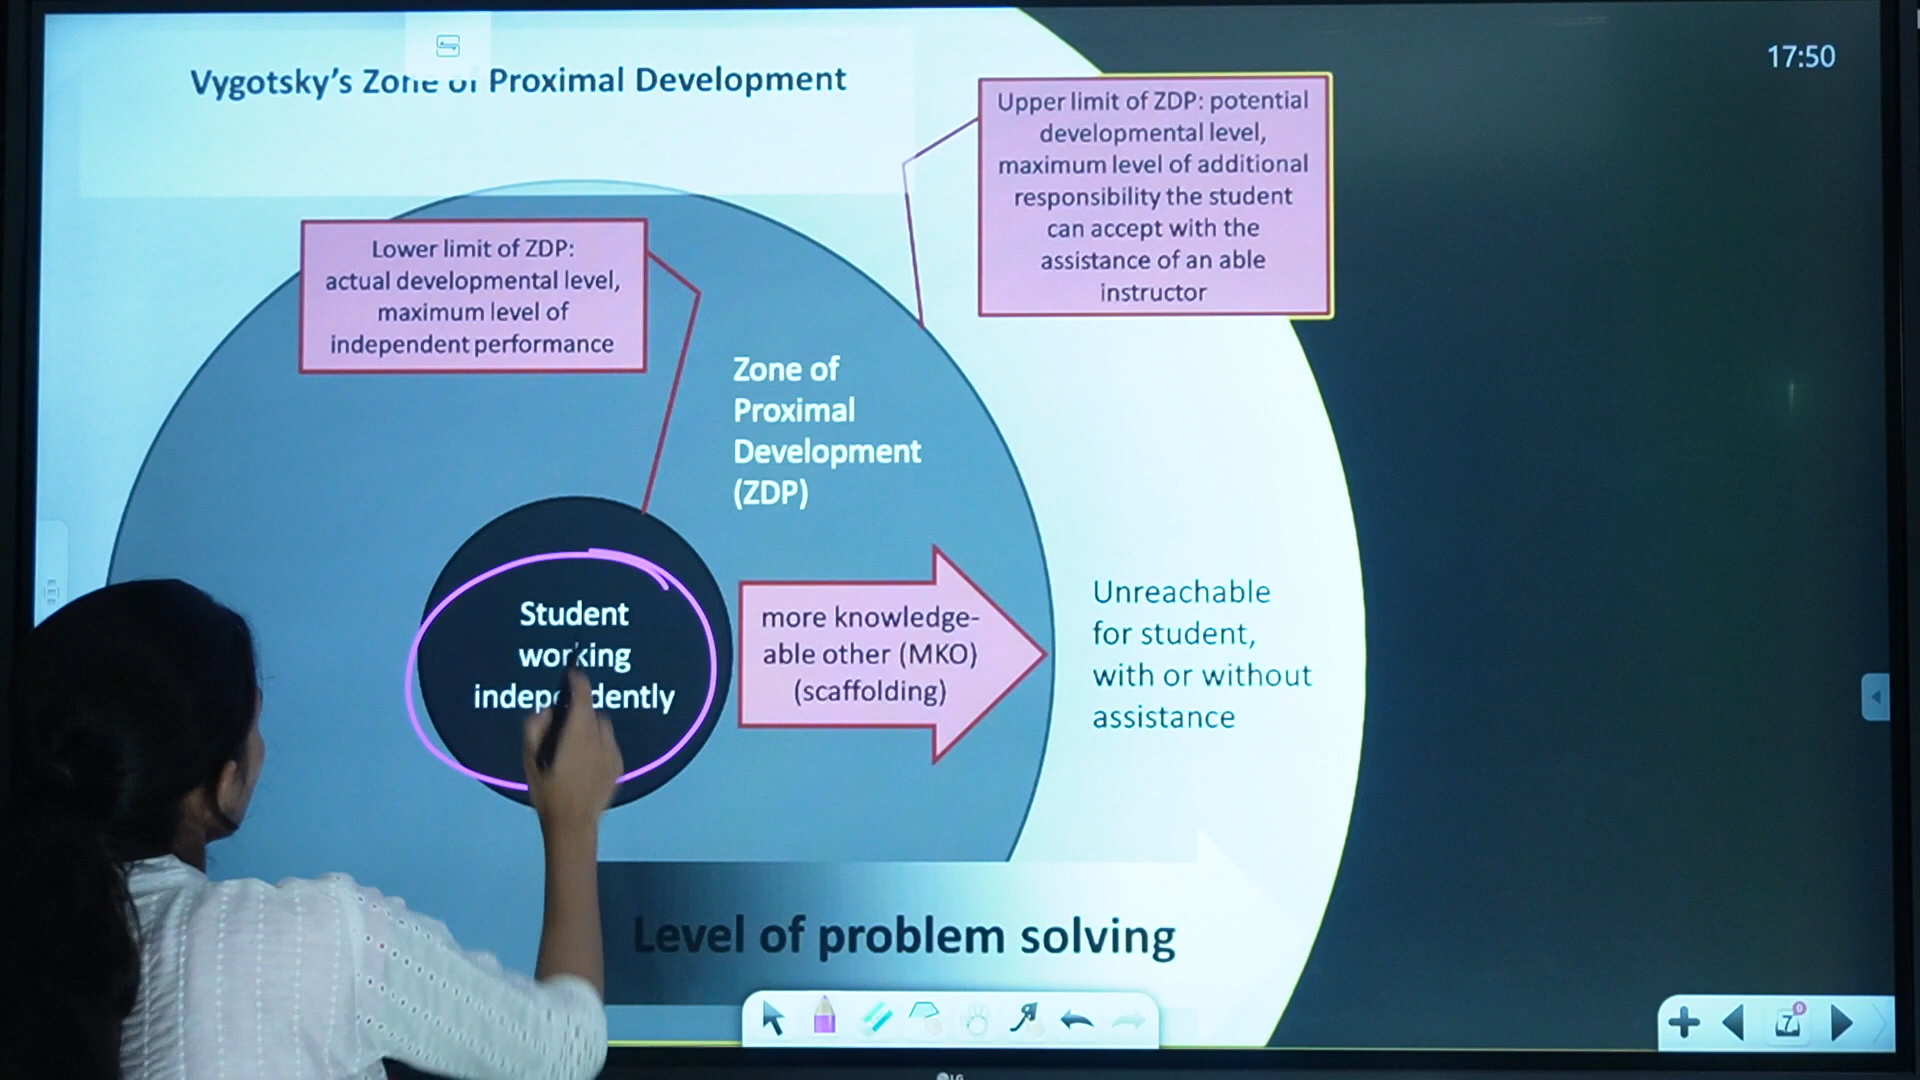 17:50
Vygotsky's Zone of Proximal Development
Upper limit of ZDP: potential
developmental level,
maximum level of additional
responsibility the student
can accept with the
assistance of an able
instructor
Lower limit of ZDP:
actual developmental level,
maximum level of
independent performance
Zone of
Proximal
Development
(ZDP)
Student
working
independently
more knowledge-
able other (MKO)
(scaffolding)
Unreachable
for student,
with or without
assistance
Level of problem solving
7
0
LG